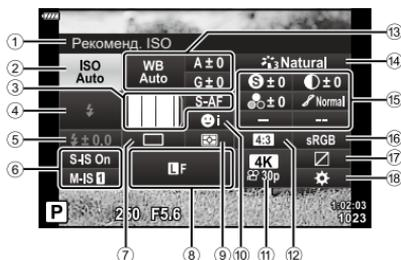 ⑬
① Рекоменд. ISO
② ISO Auto WB Auto A±0 G±0 3 Natural ⑭
③ S-AF S±0 ±0 ⑮
④ i ±0 Normal
-- --
⑤ ±0.0 4:3 sRGB ⑯
⑥ S-IS On LF 4K 30p ⑰
M-IS 1 ⑱
P 250 F5.6 1:02:03
1023
⑦ ⑧ ⑨ ⑩ ⑪ ⑫